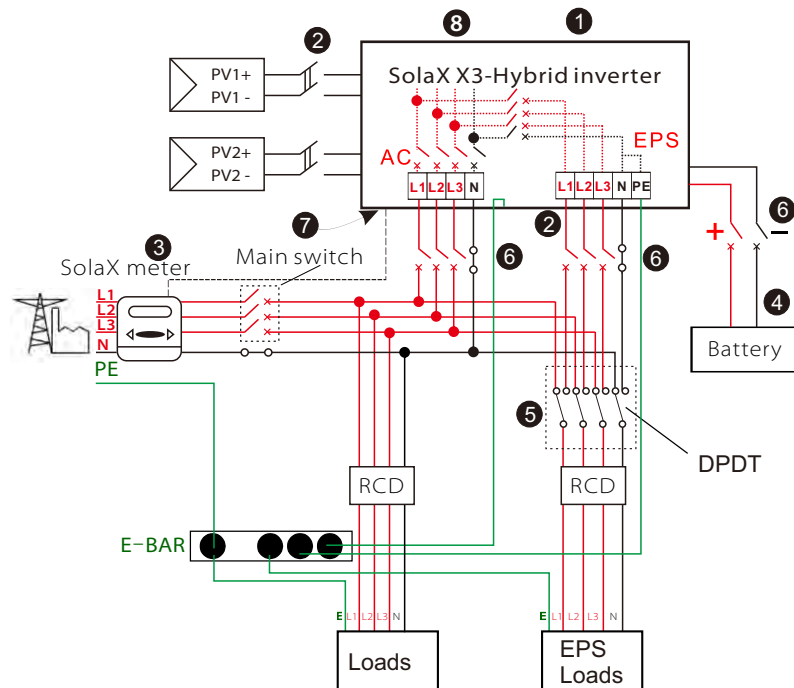 8
1
2
PV1+
PV1 -
SolaX X3-Hybrid inverter
PV2+
PV2 -
AC
EPS
L1 L2 L3 N
L1 L2 L3 N PE
7
2
6
6
+
–
6
3
SolaX meter
Main switch
4
L1
L2
L3
N
PE
Battery
5
DPDT
RCD
RCD
E-BAR
E L1 L2 L3 N
E L1 L2 L3 N
Loads
EPS
Loads